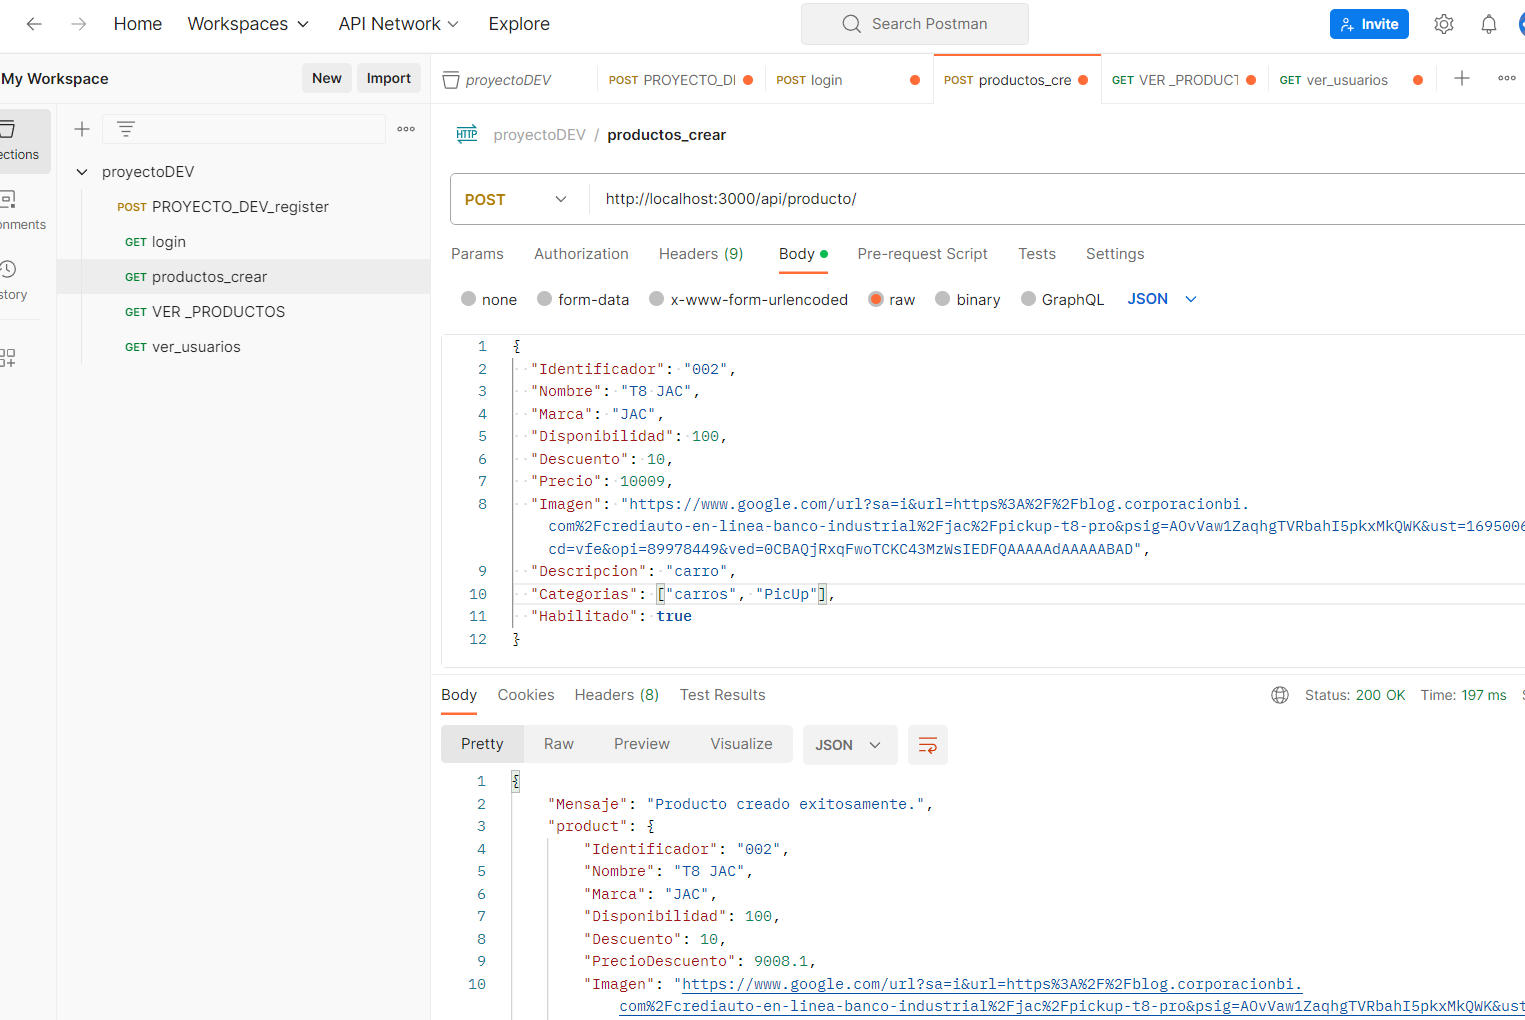 Home Workspaces API Network Explore Search Postman Invite
My Workspace New Import proyectoDEV POST PROYECTO_DI POST login POST productos_cre GET VER _PRODUCT GET ver_usuarios
ections
onments
story
proyectoDEV
POST PROYECTO_DEV_register
GET login
GET productos_crear
GET VER _PRODUCTOS
GET ver_usuarios
HTTP proyectoDEV / productos_crear
POST http://localhost:3000/api/producto/
Params Authorization Headers (9) Body Pre-request Script Tests Settings
none form-data x-www-form-urlencoded raw binary GraphQL JSON
1 {
2 "Identificador": "002",
3 "Nombre": "T8 JAC",
4 "Marca": "JAC",
5 "Disponibilidad": 100,
6 "Descuento": 10,
7 "Precio": 10009,
8 "Imagen": "https://www.google.com/url?sa=i&url=https%3A%2F%2Fblog.corporacionbi.
com%2Fcrediauto-en-linea-banco-industrial%2Fjac%2Fpickup-t8-pro&psig=AOvVaw1ZaqhgTVRbahI5pkxMkQWK&ust=1695006
cd=vfe&opi=89978449&ved=0CBAQjRxqFwoTCKC43MzWsIEDFQAAAAAdAAAAABAD",
9 "Descripcion": "carro",
10 "Categorias": ["carros", "PicUp"],
11 "Habilitado": true
12 }
Body Cookies Headers (8) Test Results Status: 200 OK Time: 197 ms
Pretty Raw Preview Visualize JSON
1 {
2 "Mensaje": "Producto creado exitosamente.",
3 "product": {
4 "Identificador": "002",
5 "Nombre": "T8 JAC",
6 "Marca": "JAC",
7 "Disponibilidad": 100,
8 "Descuento": 10,
9 "PrecioDescuento": 9008.1,
10 "Imagen": "https://www.google.com/url?sa=i&url=https%3A%2F%2Fblog.corporacionbi.
com%2Fcrediauto-en-linea-banco-industrial%2Fjac%2Fpickup-t8-pro&psig=AOvVaw1ZaqhgTVRbahI5pkxMkQWK&ust